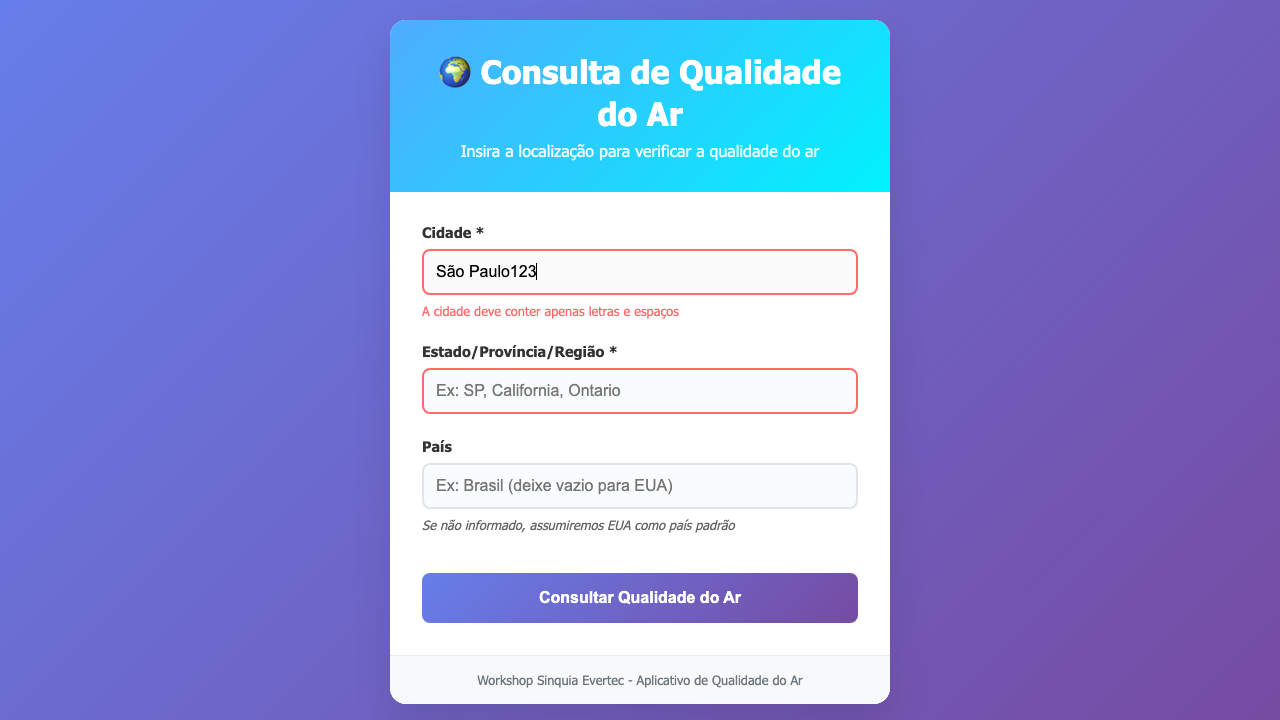 🌍 Consulta de Qualidade
do Ar
Insira a localização para verificar a qualidade do ar
Cidade *
São Paulo123
A cidade deve conter apenas letras e espaços
Estado/Província/Região *
Ex: SP, California, Ontario
País
Ex: Brasil (deixe vazio para EUA)
Se não informado, assumiremos EUA como país padrão
Consultar Qualidade do Ar
Workshop Sinquia Evertec - Aplicativo de Qualidade do Ar